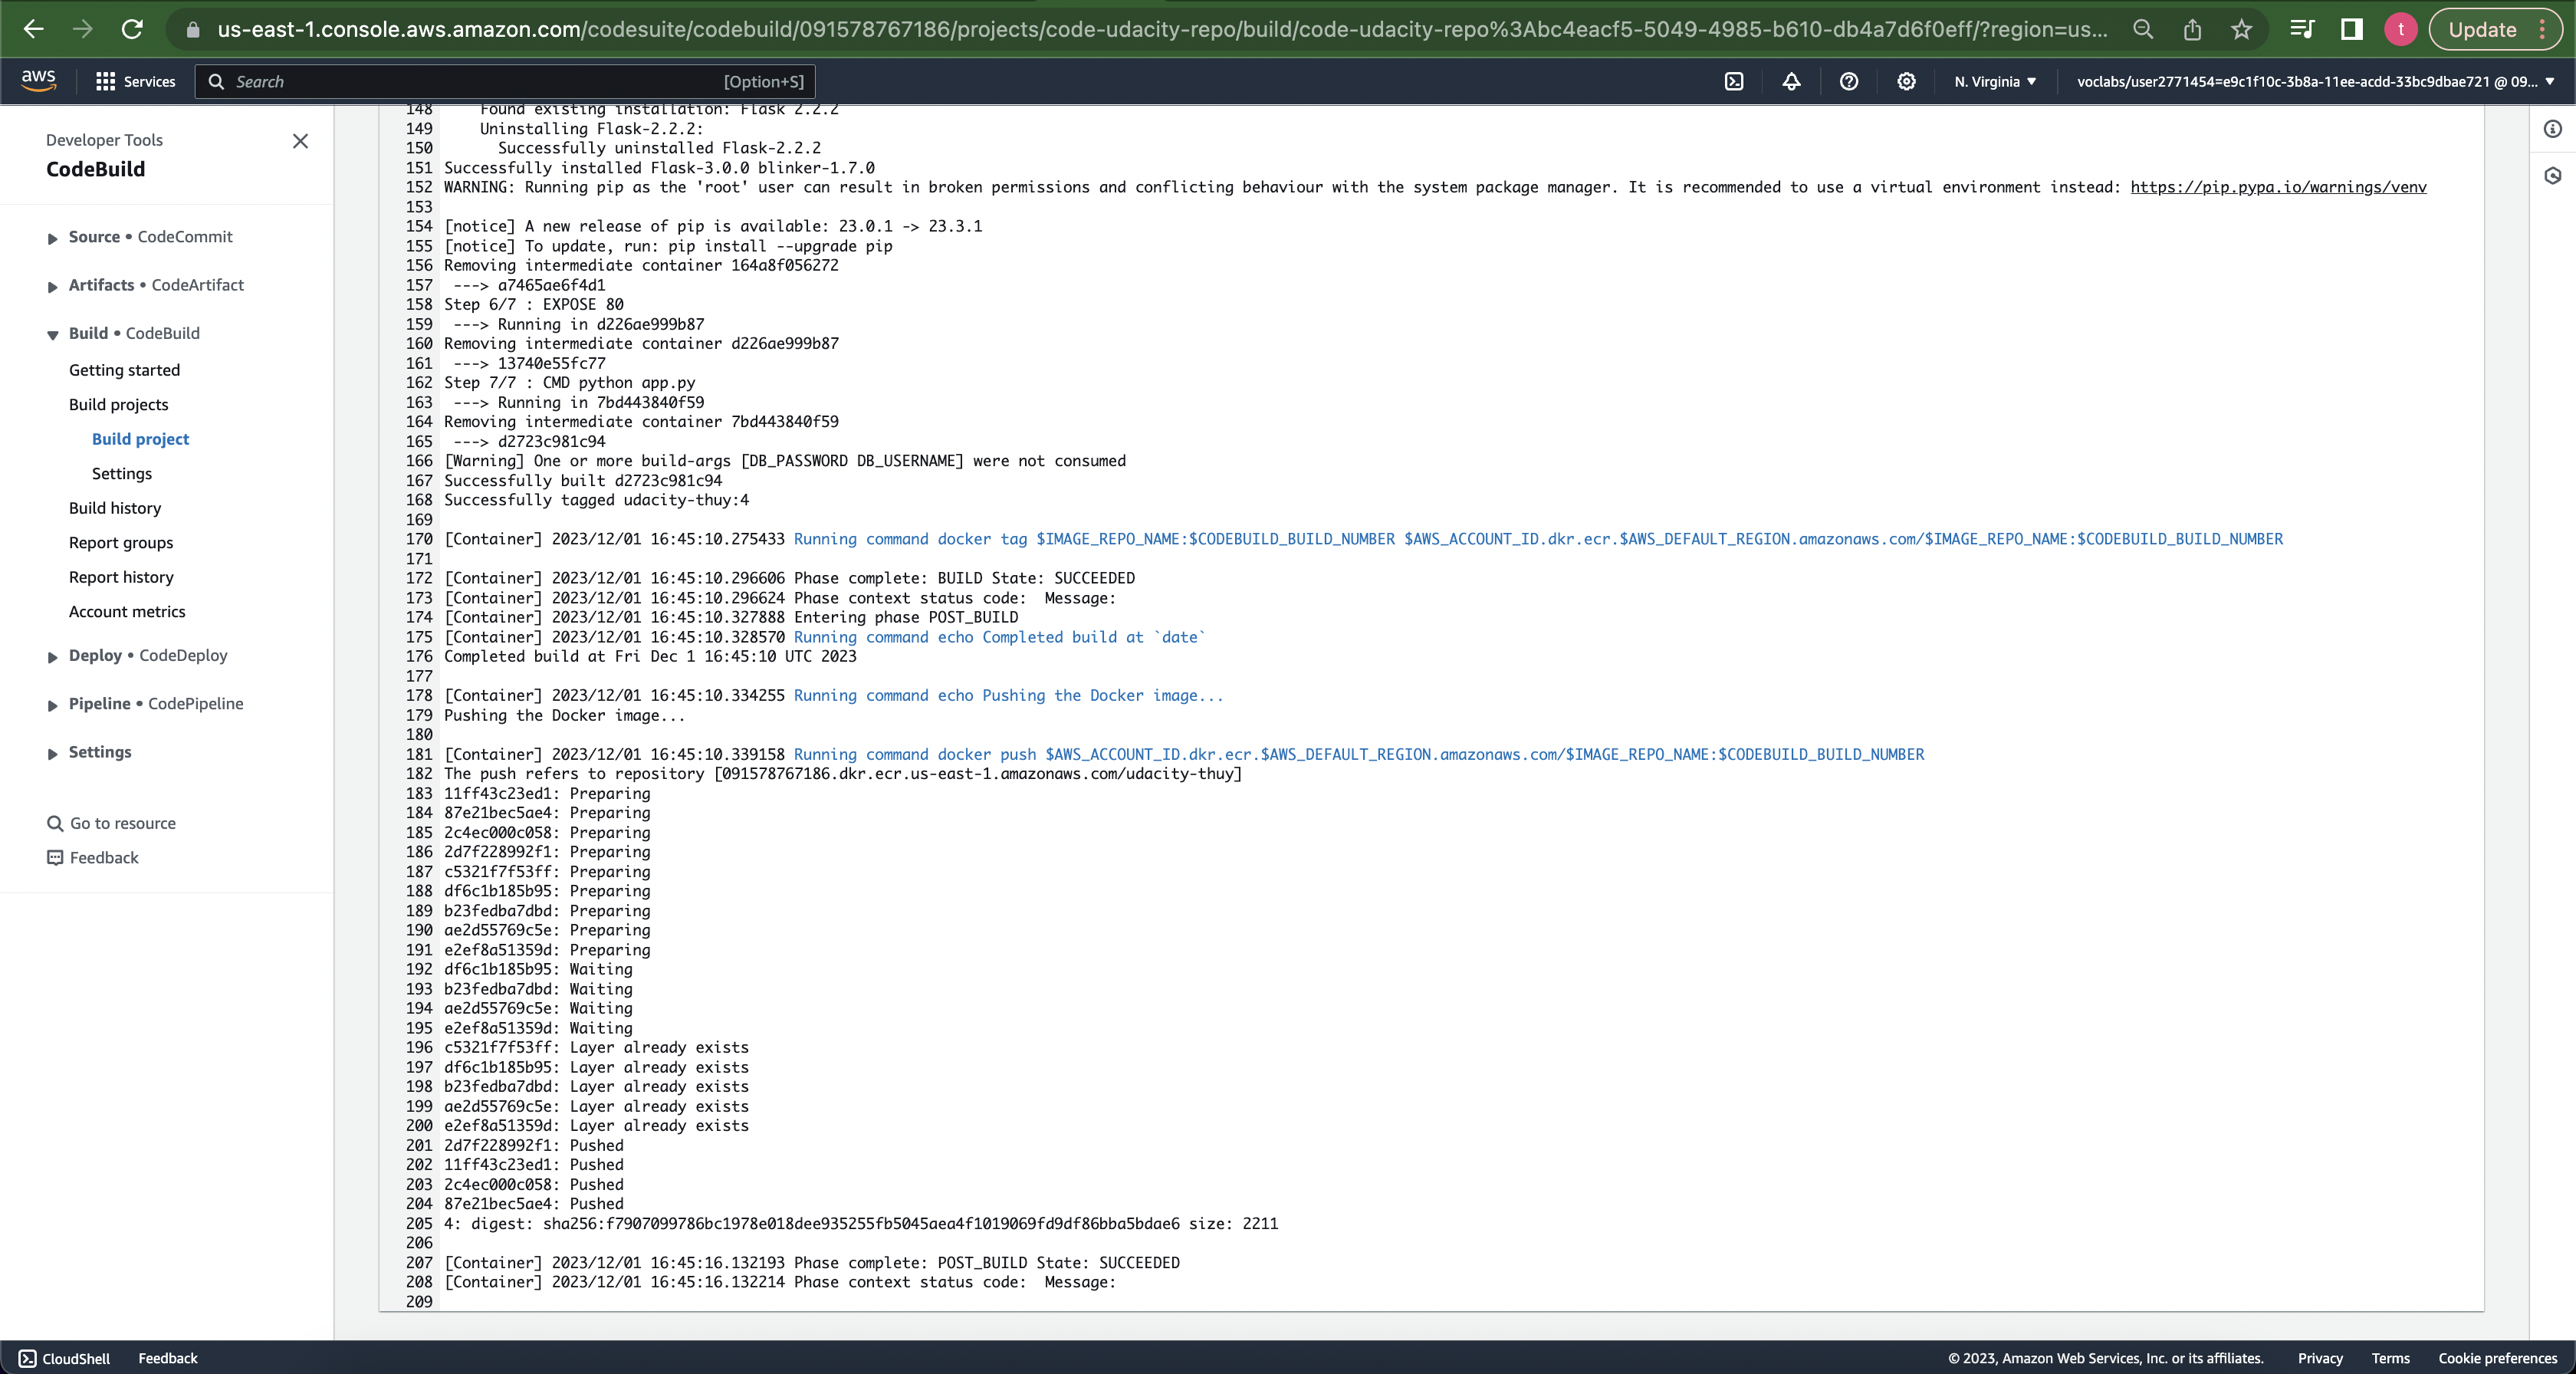 us-east-1.console.aws.amazon.com/codesuite/codebuild/091578767186/projects/code-udacity-repo/build/code-udacity-repo%3Abc4eacf5-5049-4985-b610-db4a7d6f0eff/?region=us...
t
Update
aws
Services
Search
[Option+S]
N. Virginia
voclabs/user2771454=e9c1f10c-3b8a-11ee-acdd-33bc9dbae721 @ 09...
Developer Tools
CodeBuild
Source • CodeCommit
Artifacts • CodeArtifact
Build • CodeBuild
Getting started
Build projects
Build project
Settings
Build history
Report groups
Report history
Account metrics
Deploy • CodeDeploy
Pipeline • CodePipeline
Settings
Go to resource
Feedback
148 Found existing installation: Flask 2.2.2
149 Uninstalling Flask-2.2.2:
150 Successfully uninstalled Flask-2.2.2
151 Successfully installed Flask-3.0.0 blinker-1.7.0
152 WARNING: Running pip as the 'root' user can result in broken permissions and conflicting behaviour with the system package manager. It is recommended to use a virtual environment instead: https://pip.pypa.io/warnings/venv
153
154 [notice] A new release of pip is available: 23.0.1 -> 23.3.1
155 [notice] To update, run: pip install --upgrade pip
156 Removing intermediate container 164a8f056272
157 ---> a7465ae6f4d1
158 Step 6/7 : EXPOSE 80
159 ---> Running in d226ae999b87
160 Removing intermediate container d226ae999b87
161 ---> 13740e55fc77
162 Step 7/7 : CMD python app.py
163 ---> Running in 7bd443840f59
164 Removing intermediate container 7bd443840f59
165 ---> d2723c981c94
166 [Warning] One or more build-args [DB_PASSWORD DB_USERNAME] were not consumed
167 Successfully built d2723c981c94
168 Successfully tagged udacity-thuy:4
169
170 [Container] 2023/12/01 16:45:10.275433 Running command docker tag $IMAGE_REPO_NAME:$CODEBUILD_BUILD_NUMBER $AWS_ACCOUNT_ID.dkr.ecr.$AWS_DEFAULT_REGION.amazonaws.com/$IMAGE_REPO_NAME:$CODEBUILD_BUILD_NUMBER
171
172 [Container] 2023/12/01 16:45:10.296606 Phase complete: BUILD State: SUCCEEDED
173 [Container] 2023/12/01 16:45:10.296624 Phase context status code: Message:
174 [Container] 2023/12/01 16:45:10.327888 Entering phase POST_BUILD
175 [Container] 2023/12/01 16:45:10.328570 Running command echo Completed build at `date`
176 Completed build at Fri Dec 1 16:45:10 UTC 2023
177
178 [Container] 2023/12/01 16:45:10.334255 Running command echo Pushing the Docker image...
179 Pushing the Docker image...
180
181 [Container] 2023/12/01 16:45:10.339158 Running command docker push $AWS_ACCOUNT_ID.dkr.ecr.$AWS_DEFAULT_REGION.amazonaws.com/$IMAGE_REPO_NAME:$CODEBUILD_BUILD_NUMBER
182 The push refers to repository [091578767186.dkr.ecr.us-east-1.amazonaws.com/udacity-thuy]
183 11ff43c23ed1: Preparing
184 87e21bec5ae4: Preparing
185 2c4ec000c058: Preparing
186 2d7f228992f1: Preparing
187 c5321f7f53ff: Preparing
188 df6c1b185b95: Preparing
189 b23fedba7dbd: Preparing
190 ae2d55769c5e: Preparing
191 e2ef8a51359d: Preparing
192 df6c1b185b95: Waiting
193 b23fedba7dbd: Waiting
194 ae2d55769c5e: Waiting
195 e2ef8a51359d: Waiting
196 c5321f7f53ff: Layer already exists
197 df6c1b185b95: Layer already exists
198 b23fedba7dbd: Layer already exists
199 ae2d55769c5e: Layer already exists
200 e2ef8a51359d: Layer already exists
201 2d7f228992f1: Pushed
202 11ff43c23ed1: Pushed
203 2c4ec000c058: Pushed
204 87e21bec5ae4: Pushed
205 4: digest: sha256:f7907099786bc1978e018dee935255fb5045aea4f1019069fd9df86bba5bdae6 size: 2211
206
207 [Container] 2023/12/01 16:45:16.132193 Phase complete: POST_BUILD State: SUCCEEDED
208 [Container] 2023/12/01 16:45:16.132214 Phase context status code: Message:
209
CloudShell
Feedback
© 2023, Amazon Web Services, Inc. or its affiliates.
Privacy
Terms
Cookie preferences